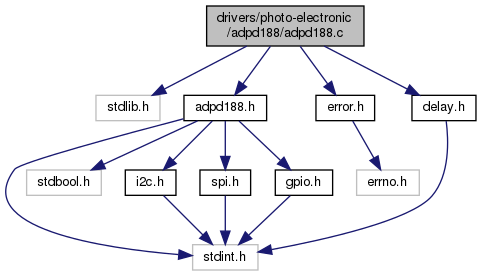 drivers/photo-electronic
/adpd188/adpd188.c
stdlib.h
adpd188.h
error.h
delay.h
stdbool.h
i2c.h
spi.h
gpio.h
errno.h
stdint.h